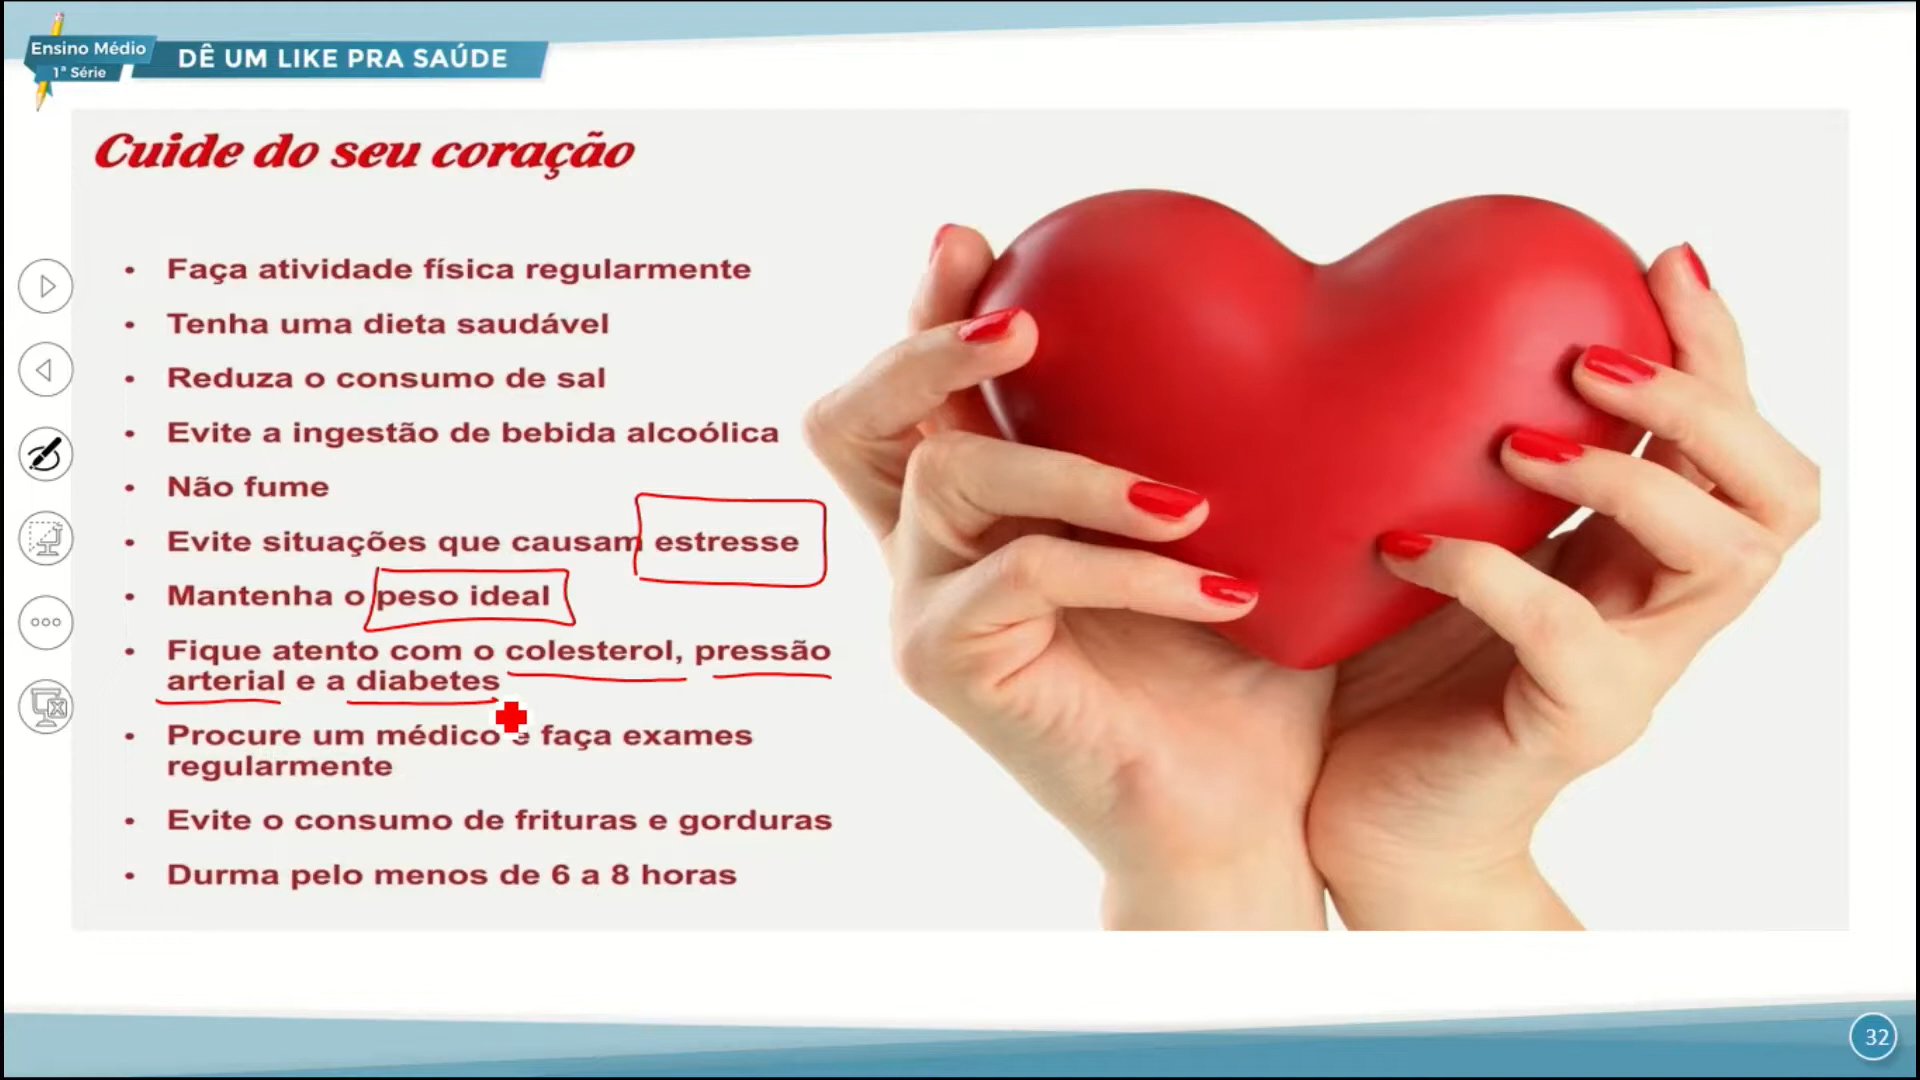 Ensino Médio
1ª Série
DÊ UM LIKE PRA SAÚDE
Cuide do seu coração
• Faça atividade física regularmente
• Tenha uma dieta saudável
• Reduza o consumo de sal
• Evite a ingestão de bebida alcoólica
• Não fume
• Evite situações que causam estresse
• Mantenha o peso ideal
• Fique atento com o colesterol, pressão
arterial e a diabetes
• Procure um médico e faça exames
regularmente
• Evite o consumo de frituras e gorduras
• Durma pelo menos de 6 a 8 horas
32